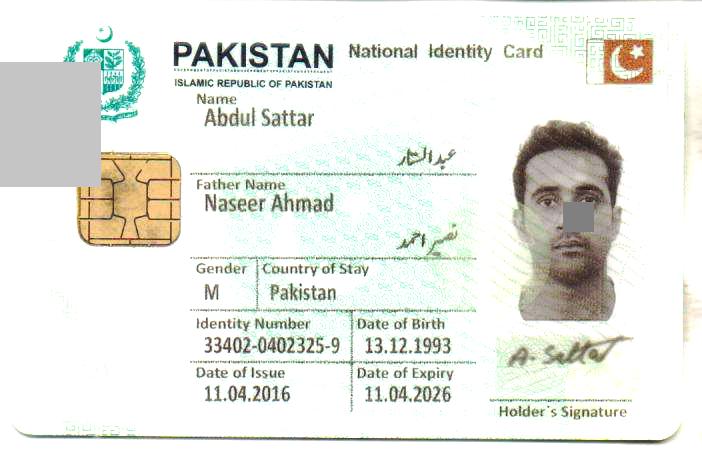 PAKISTAN National Identity Card
ISLAMIC REPUBLIC OF PAKISTAN
Name
Abdul Sattar
عبدالستار
Father Name
Naseer Ahmad
نصیر احمد
Gender Country of Stay
M Pakistan
Identity Number Date of Birth
33402-0402325-9 13.12.1993
Date of Issue Date of Expiry
11.04.2016 11.04.2026
A. Sattar
Holder's Signature